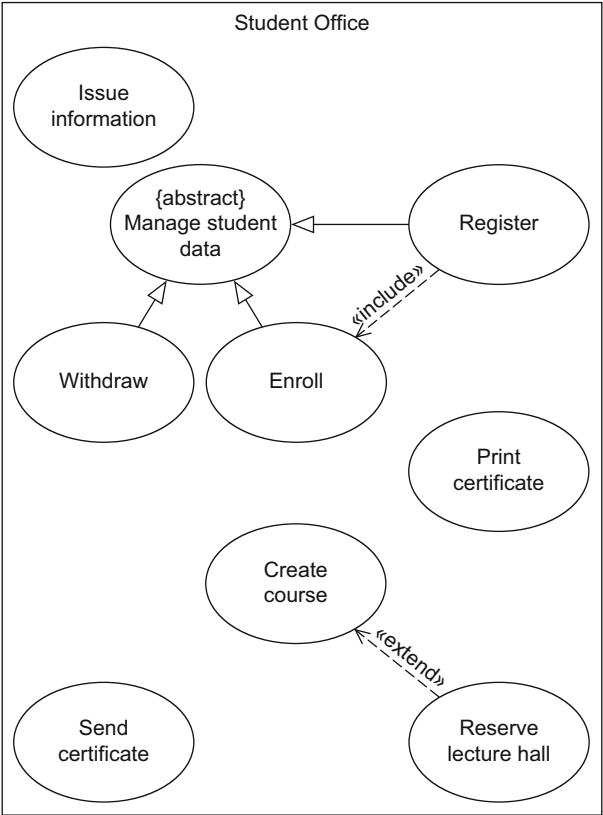 Student Office
Issue
information
{abstract}
Manage student
data
Register
«include»
Withdraw
Enroll
Print
certificate
Create
course
«extend»
Send
certificate
Reserve
lecture hall